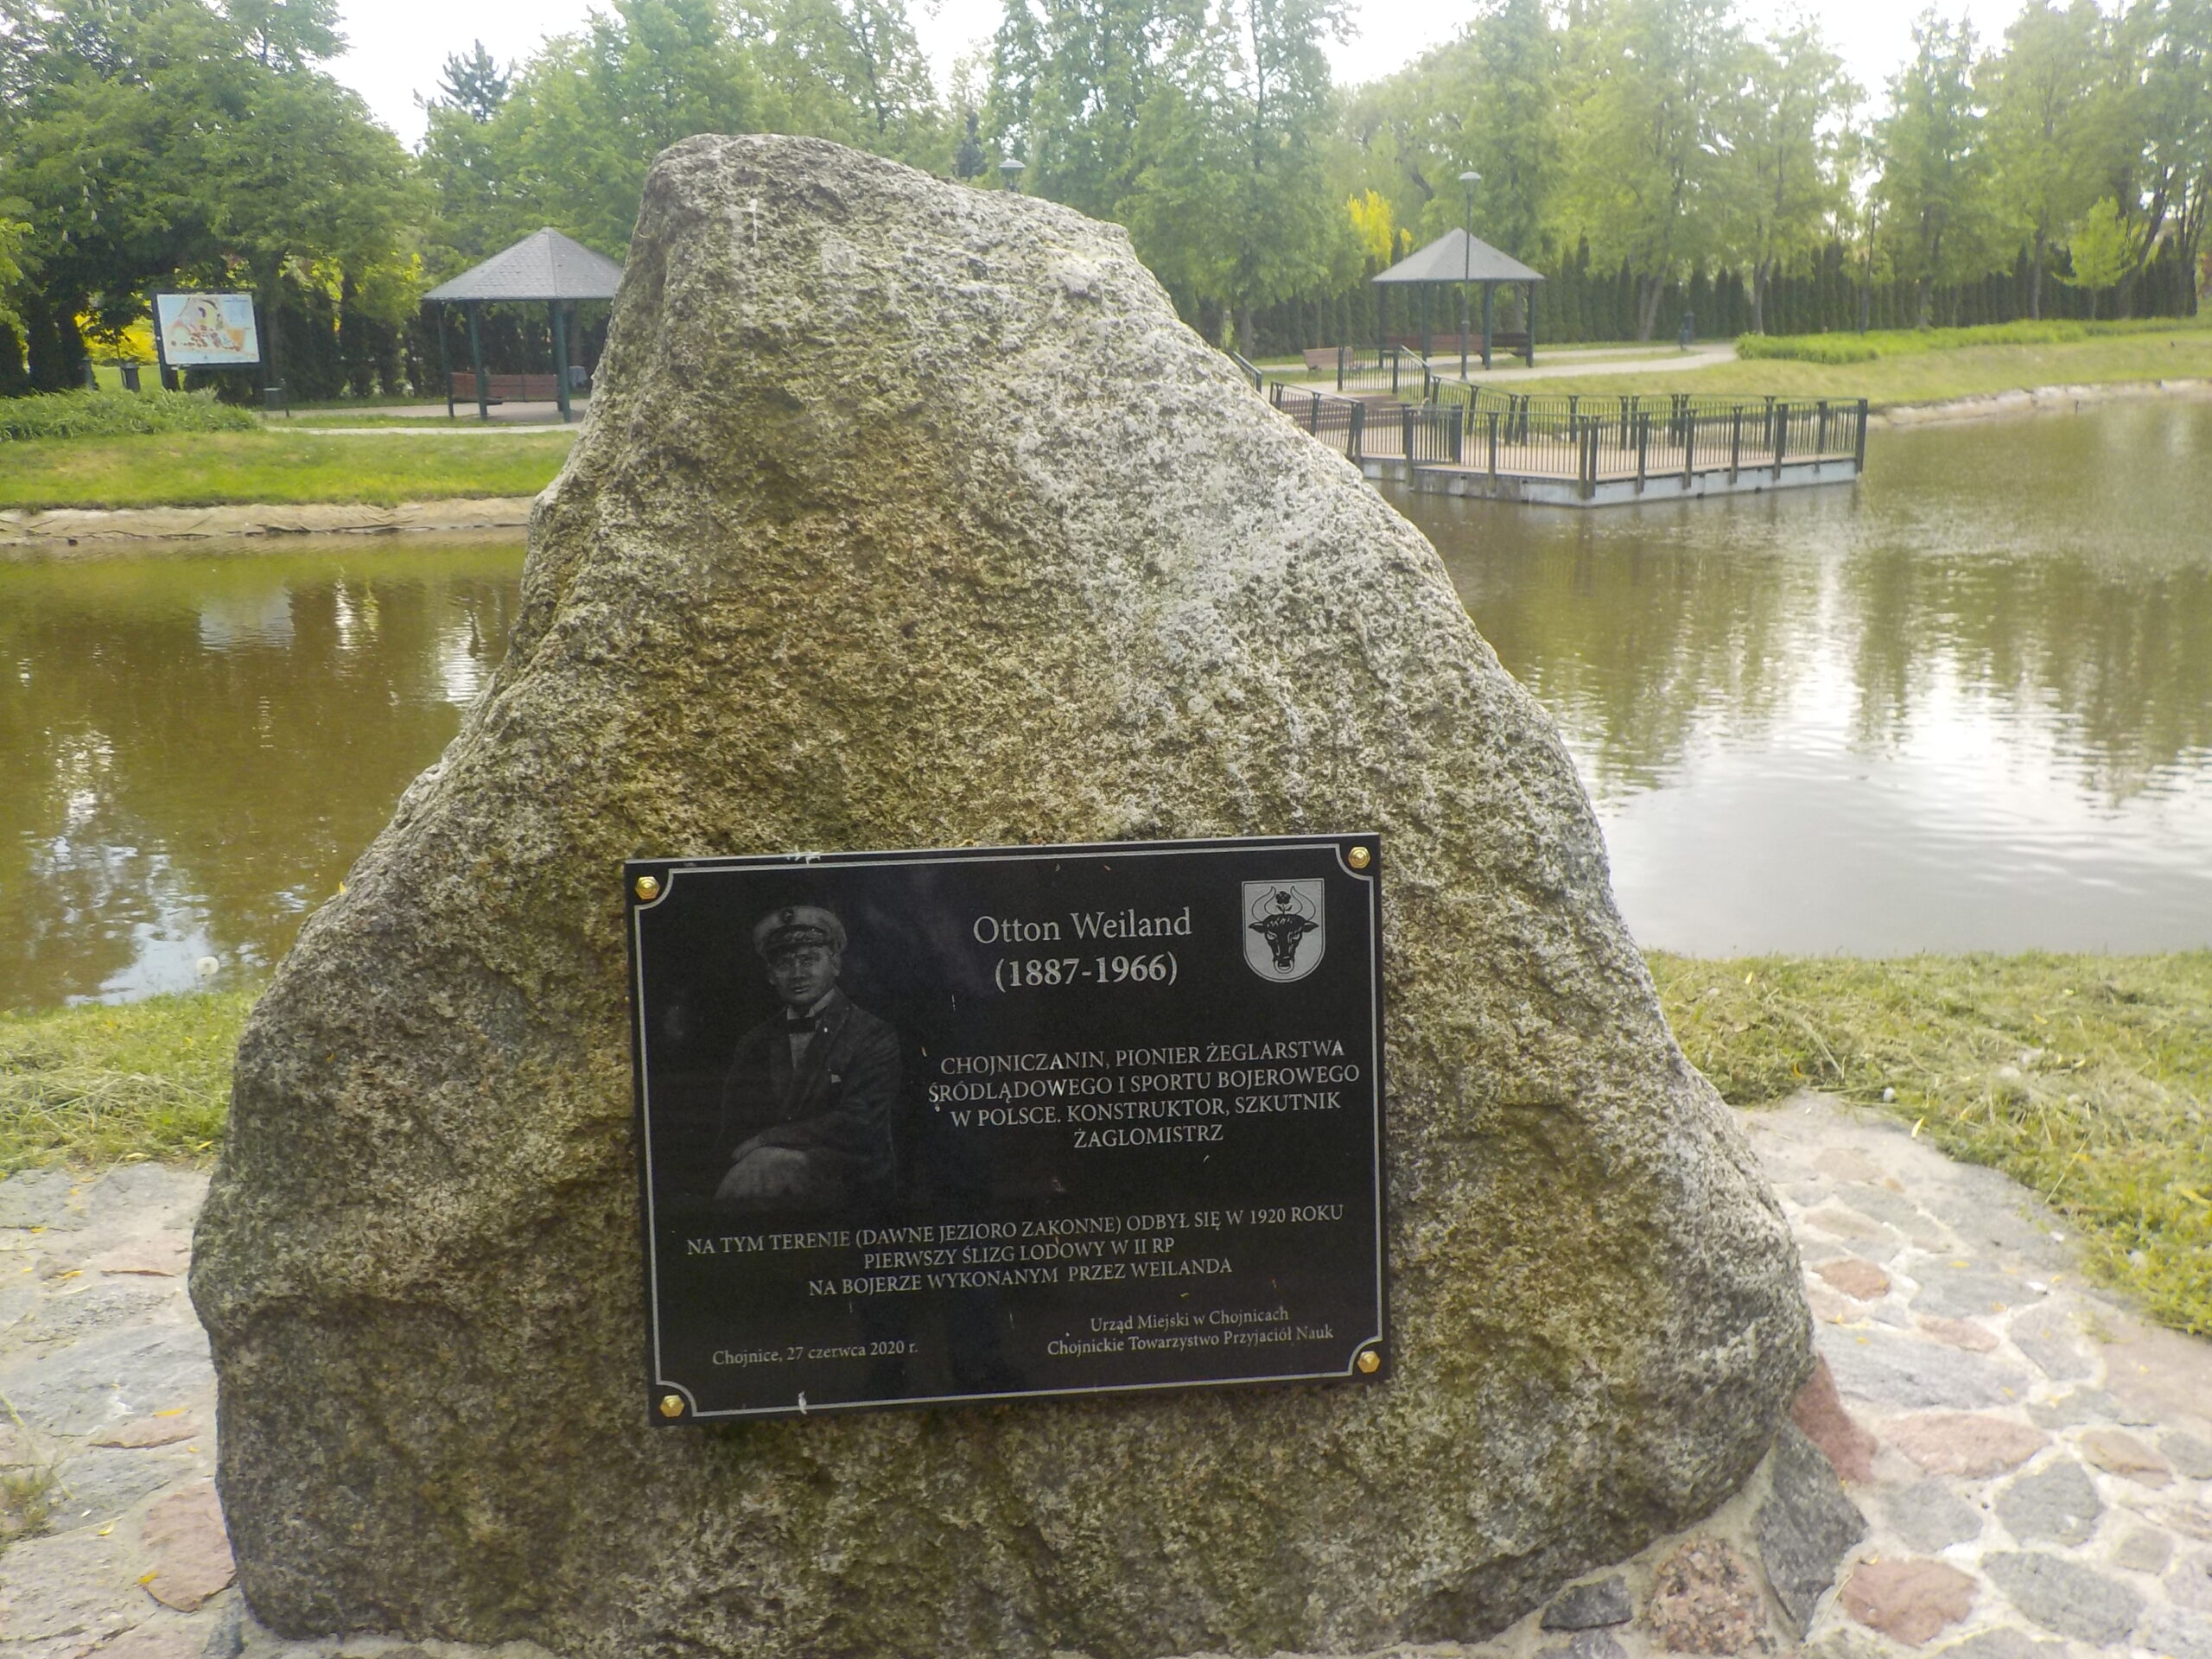 Otton Weiland
(1887-1966)
CHOJNICZANIN, PIONIER ŻEGLARSTWA
ŚRÓDLĄDOWEGO I SPORTU BOJEROWEGO
W POLSCE. KONSTRUKTOR, SZKUTNIK
ŻAGLOMISTRZ
NA TYM TERENIE (DAWNE JEZIORO ZAKONNE) ODBYŁ SIĘ W 1920 ROKU
PIERWSZY ŚLIZG LODOWY W II RP
NA BOJERZE WYKONANYM PRZEZ WEILANDA
Urząd Miejski w Chojnicach
Chojnickie Towarzystwo Przyjaciół Nauk
Chojnice, 27 czerwca 2020 r.